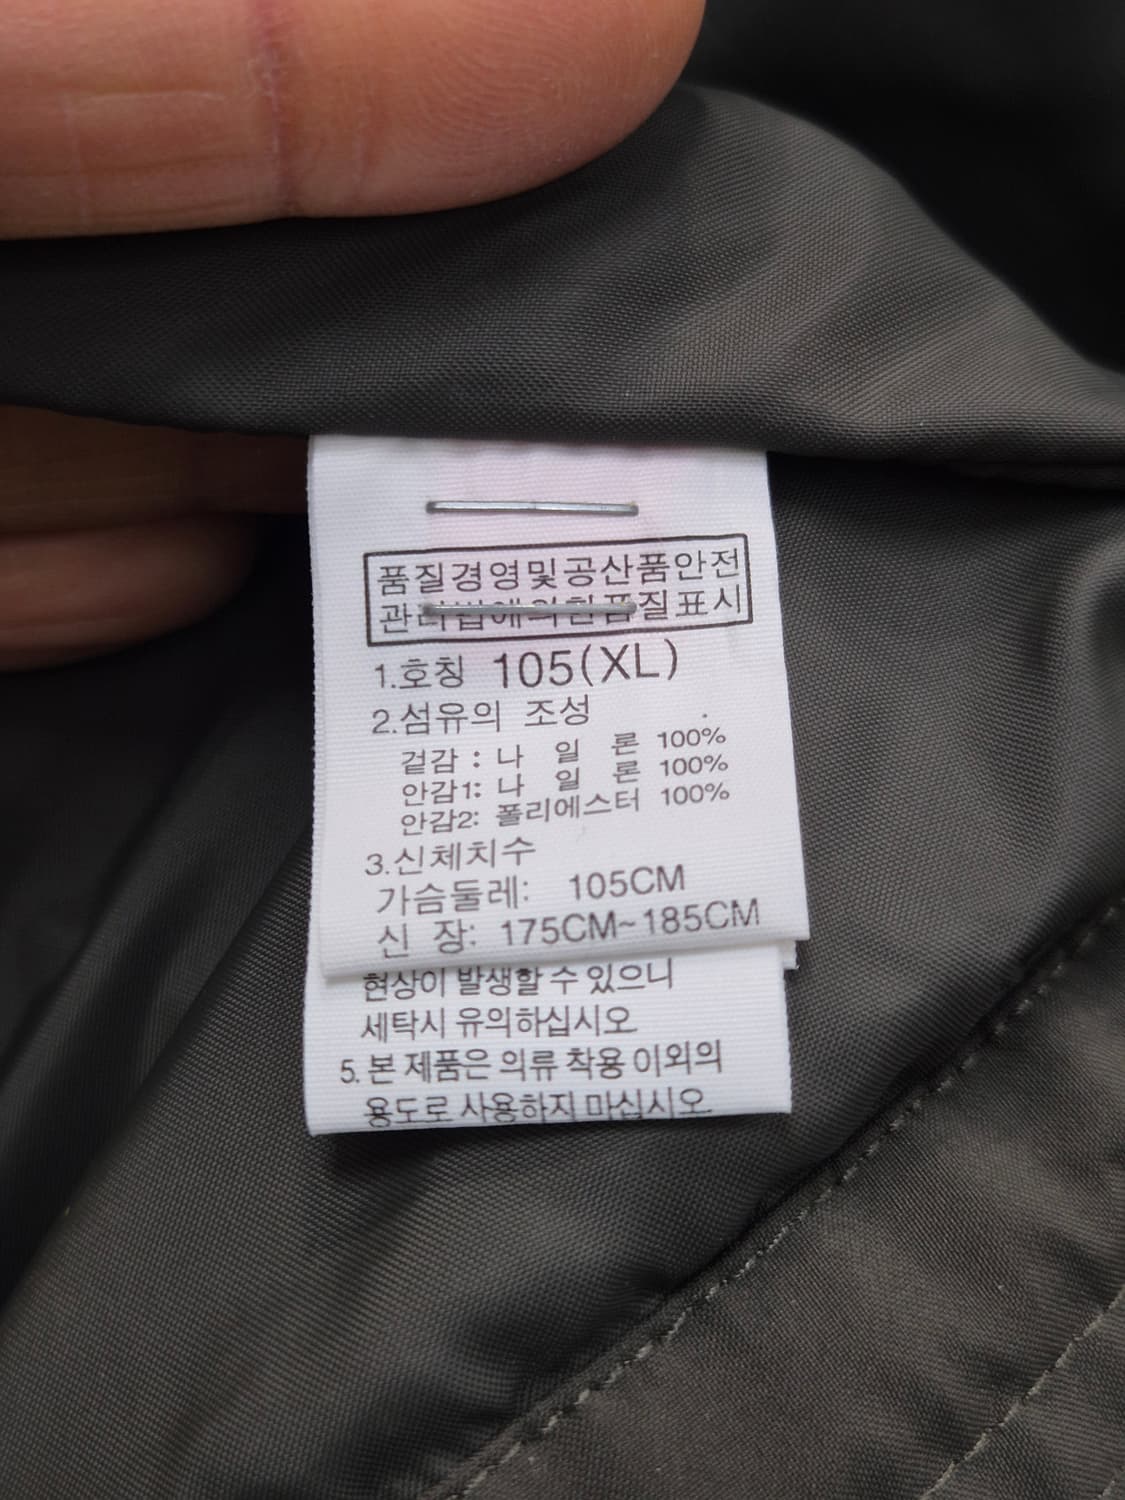 품질경영및공산품안전
관리법에의한품질표시
1.호칭 105(XL)
2.섬유의 조성
겉감 : 나 일 론 100%
안감1: 나 일 론 100%
안감2: 폴리에스터 100%
3.신체치수
가슴둘레: 105CM
신 장: 175CM~185CM
현상이 발생할 수 있으니
세탁시 유의하십시오
5. 본 제품은 의류 착용 이외의
용도로 사용하지 마십시오